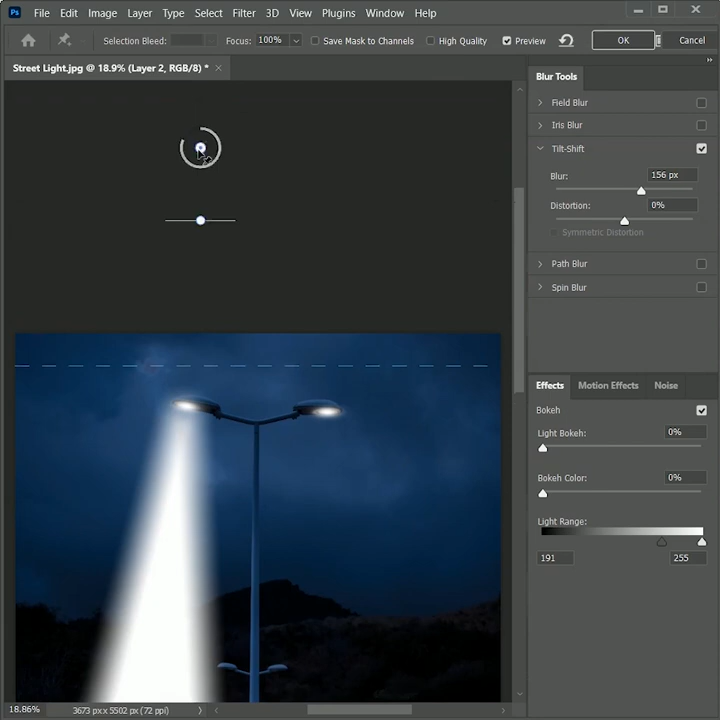 Ps File Edit Image Layer Type Select Filter 3D View Plugins Window Help
Selection Bleed: Focus: 100% Save Mask to Channels High Quality Preview OK Cancel
Street Light.jpg @ 18.9% (Layer 2, RGB/8) *
Blur Tools
Field Blur
Iris Blur
Tilt-Shift
Blur: 156 px
Distortion: 0%
Symmetric Distortion
Path Blur
Spin Blur
Effects Motion Effects Noise
Bokeh
Light Bokeh: 0%
Bokeh Color: 0%
Light Range:
191 255
18.86% 3673 px x 5502 px (72 ppi)